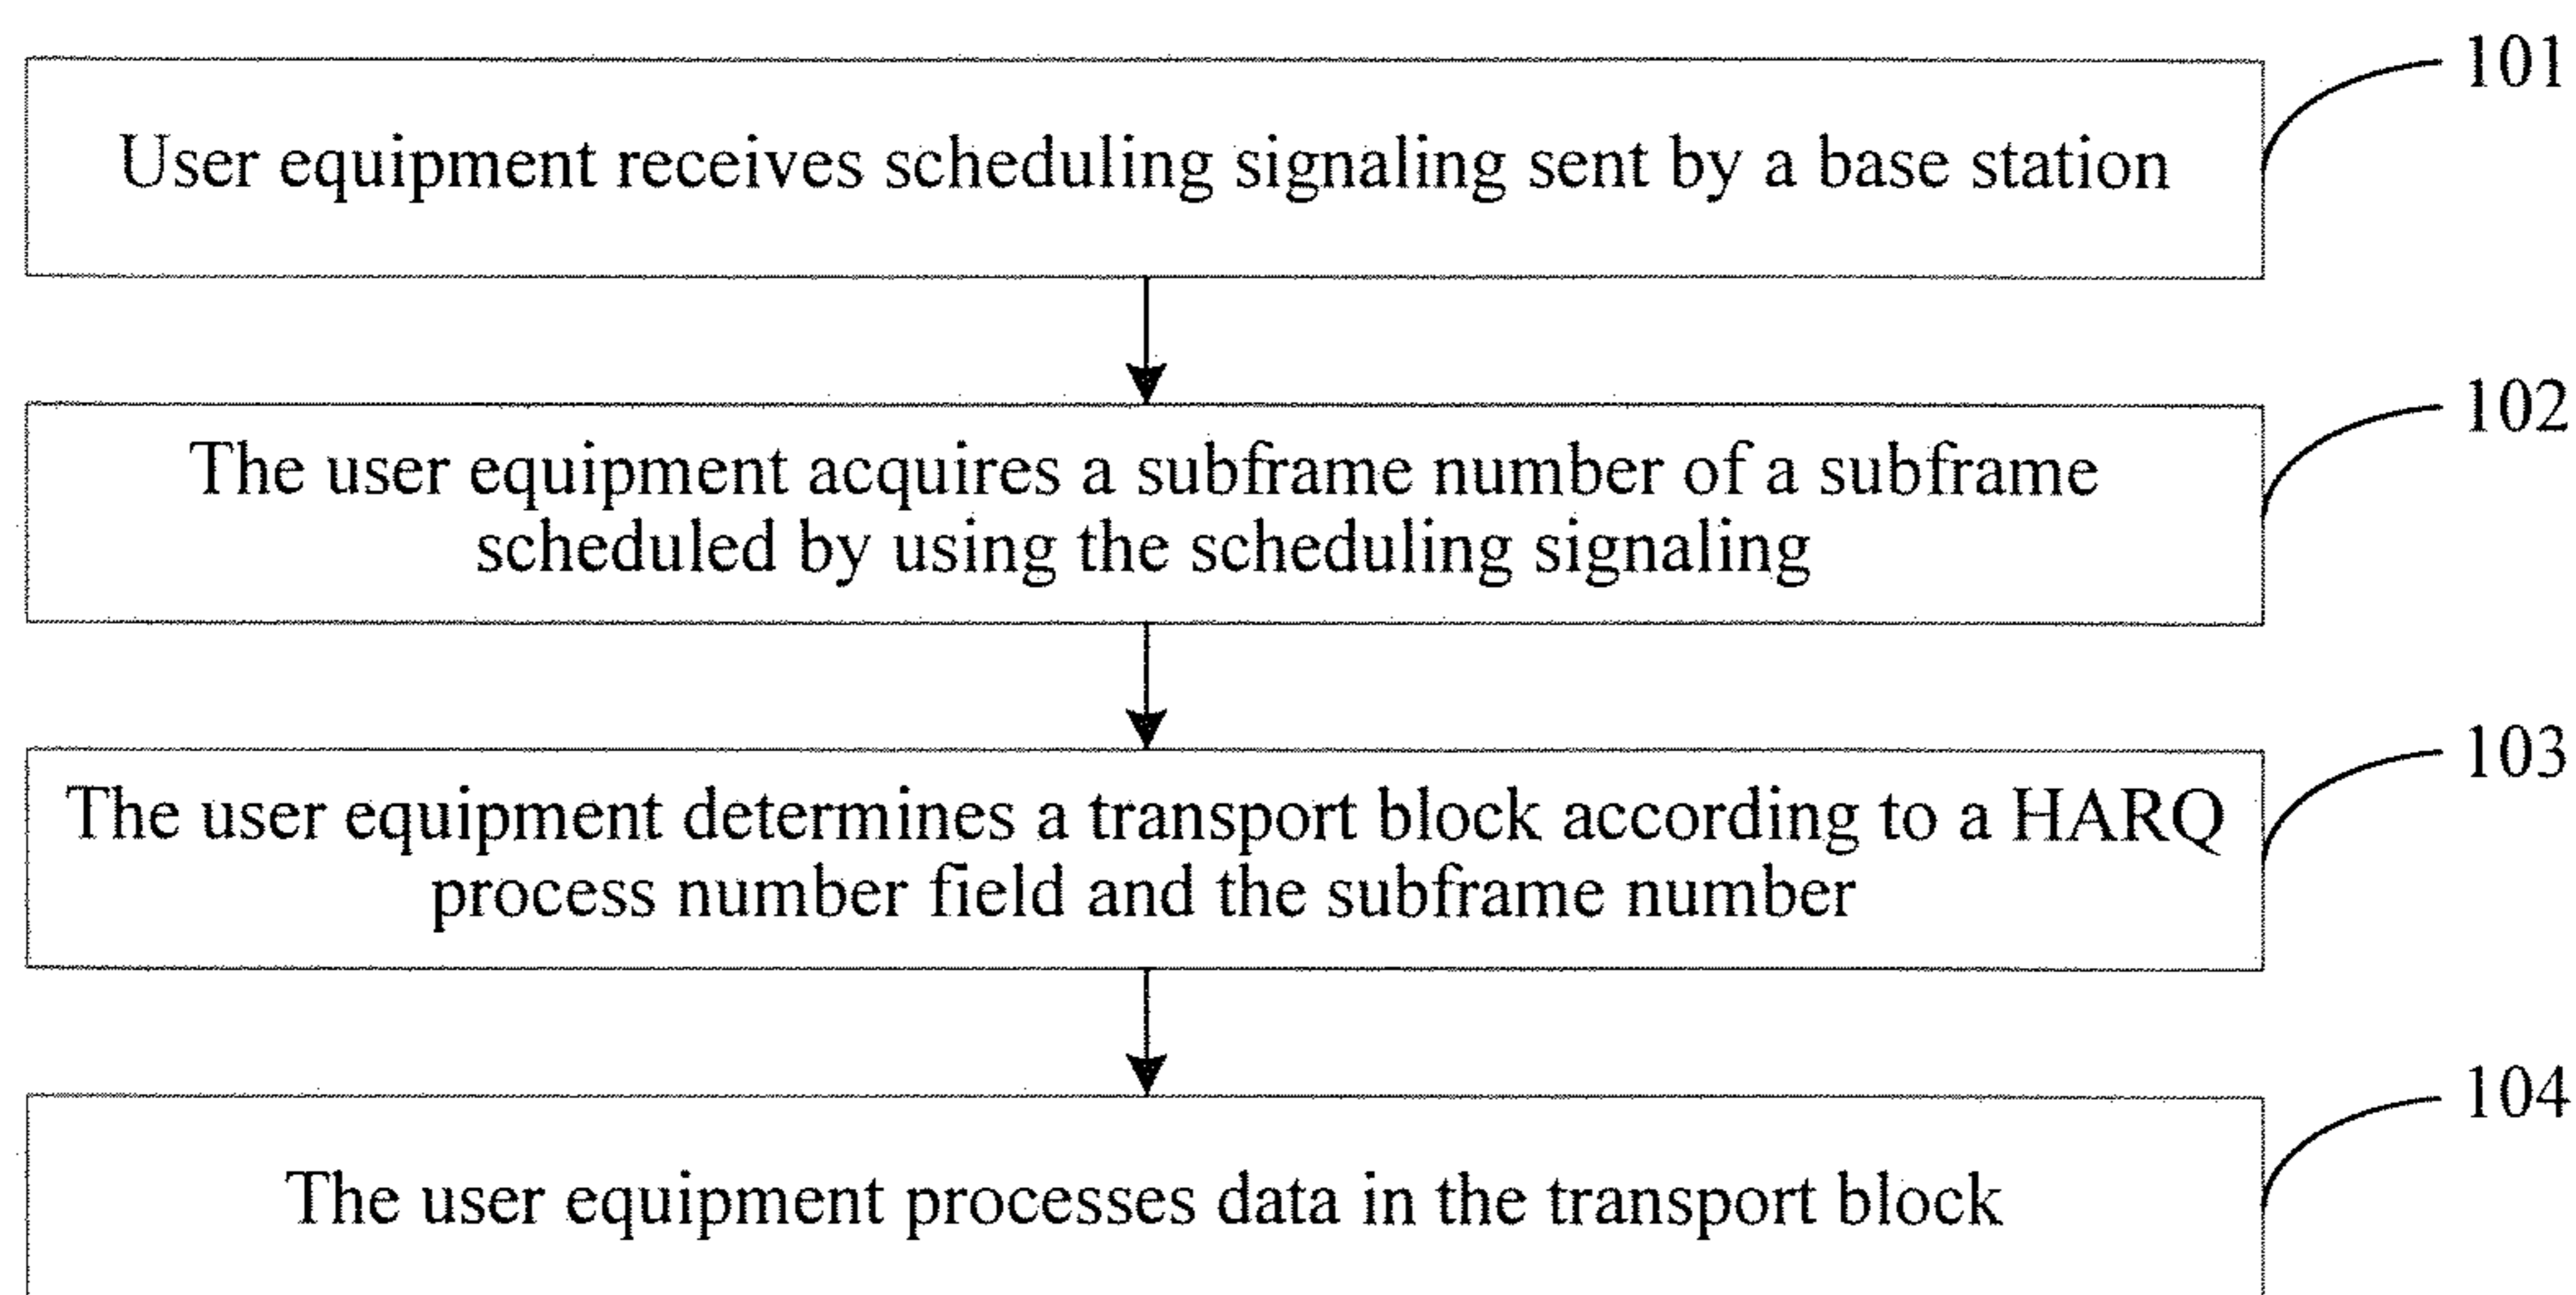 101
User equipment receives scheduling signaling sent by a base station
102
The user equipment acquires a subframe number of a subframe
scheduled by using the scheduling signaling
103
The user equipment determines a transport block according to a HARQ
process number field and the subframe number
104
The user equipment processes data in the transport block